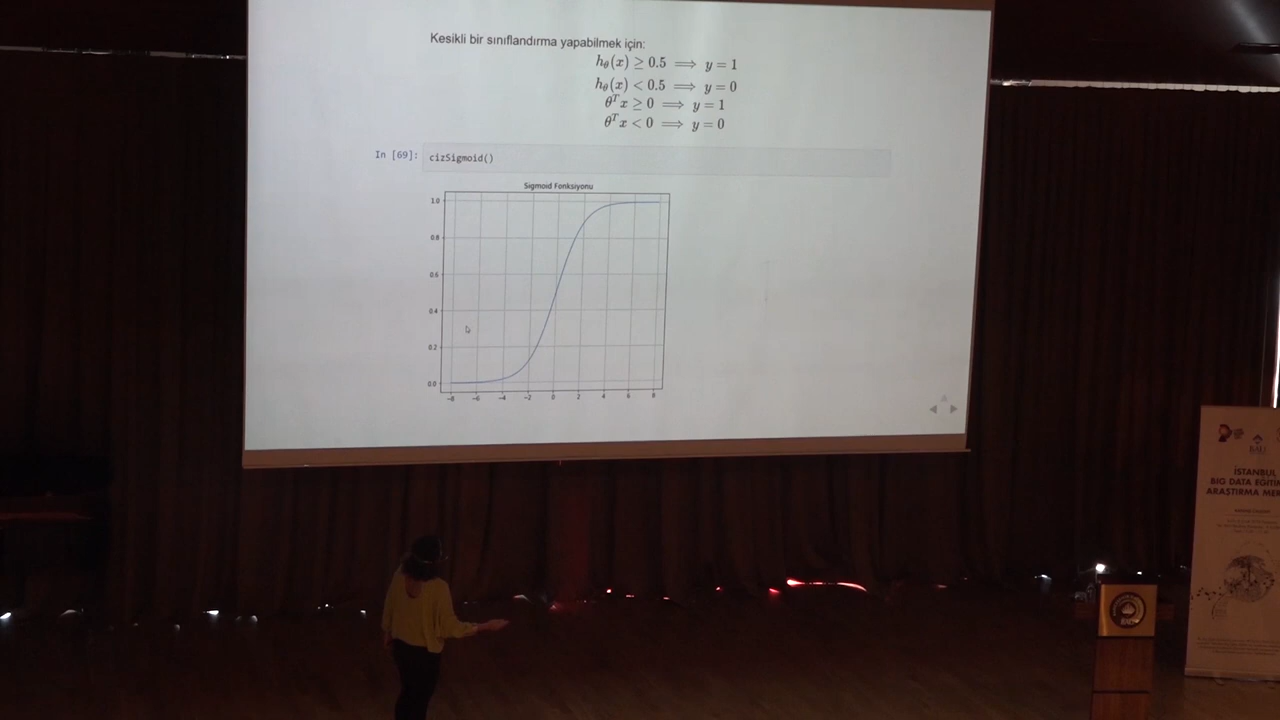 Kesikli bir sınıflandırma yapabilmek için:
hθ(x) ≥ 0.5 ⟹ y = 1
hθ(x) < 0.5 ⟹ y = 0
θᵀx ≥ 0 ⟹ y = 1
θᵀx < 0 ⟹ y = 0
In [69]: cizSigmoid()
Sigmoid Fonksiyonu
1.0
0.8
0.6
0.4
0.2
0.0
−8 −6 −4 −2 0 2 4 6 8
BAU
İSTANBUL
BIG DATA EĞİTİM
ARAŞTIRMA MER
BAU